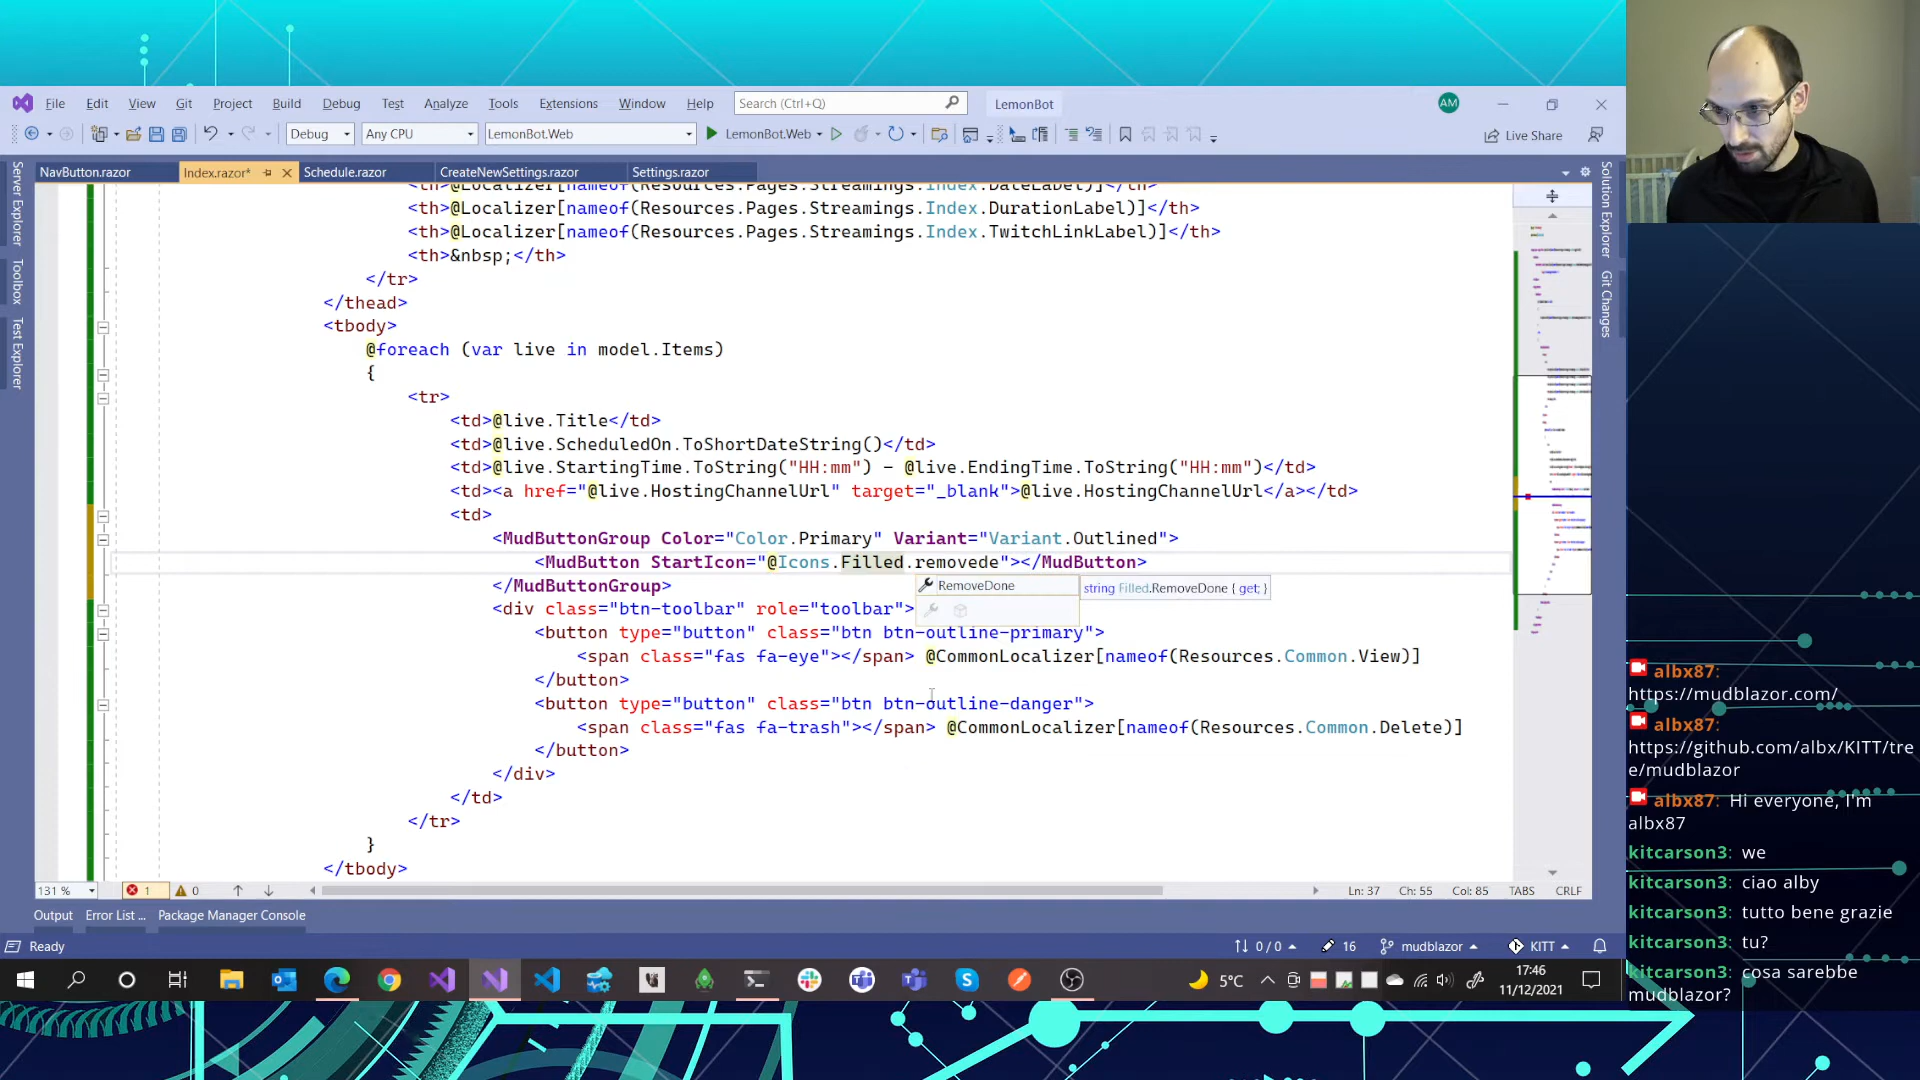 File Edit View Git Project Build Debug Test Analyze Tools Extensions Window Help Search (Ctrl+Q) LemonBot AM
Debug Any CPU LemonBot.Web LemonBot.Web Live Share
NavButton.razor Index.razor* Schedule.razor CreateNewSettings.razor Settings.razor
Server Explorer
Toolbox
Test Explorer
Solution Explorer
Git Changes
<th>@Localizer[nameof(Resources.Pages.Streamings.Index.DateLabel)]</th>
<th>@Localizer[nameof(Resources.Pages.Streamings.Index.DurationLabel)]</th>
<th>@Localizer[nameof(Resources.Pages.Streamings.Index.TwitchLinkLabel)]</th>
<th>&nbsp;</th>
</tr>
</thead>
<tbody>
@foreach (var live in model.Items)
{
<tr>
<td>@live.Title</td>
<td>@live.ScheduledOn.ToShortDateString()</td>
<td>@live.StartingTime.ToString("HH:mm") - @live.EndingTime.ToString("HH:mm")</td>
<td><a href="@live.HostingChannelUrl" target="_blank">@live.HostingChannelUrl</a></td>
<td>
<MudButtonGroup Color="Color.Primary" Variant="Variant.Outlined">
<MudButton StartIcon="@Icons.Filled.removede"></MudButton>
</MudButtonGroup>
RemoveDone
string Filled.RemoveDone { get; }
<div class="btn-toolbar" role="toolbar">
<button type="button" class="btn btn-outline-primary">
<span class="fas fa-eye"></span> @CommonLocalizer[nameof(Resources.Common.View)]
</button>
<button type="button" class="btn btn-outline-danger">
<span class="fas fa-trash"></span> @CommonLocalizer[nameof(Resources.Common.Delete)]
</button>
</div>
</td>
</tr>
}
</tbody>
131 % 1 0 Ln: 37 Ch: 55 Col: 85 TABS CRLF
Output Error List ... Package Manager Console
Ready 0 / 0 16 mudblazor KITT
5°C 17:46
11/12/2021
albx87:
https://mudblazor.com/
albx87:
https://github.com/albx/KITT/tre
e/mudblazor
albx87: Hi everyone, I'm
albx87
kitcarson3: we
kitcarson3: ciao alby
kitcarson3: tutto bene grazie
kitcarson3: tu?
kitcarson3: cosa sarebbe
mudblazor?